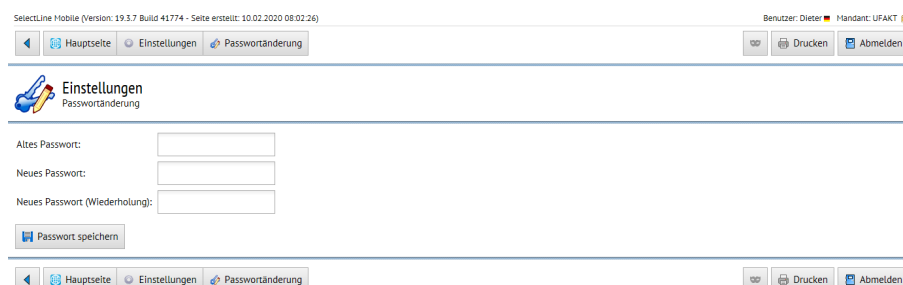 SelectLine Mobile (Version: 19.3.7 Build 41774 - Seite erstellt: 10.02.2020 08:02:26) Benutzer: Dieter Mandant: UFAKT
Hauptseite Einstellungen Passwortänderung Drucken Abmelden
Einstellungen
Passwortänderung
Altes Passwort:
Neues Passwort:
Neues Passwort (Wiederholung):
Passwort speichern
Hauptseite Einstellungen Passwortänderung Drucken Abmelden